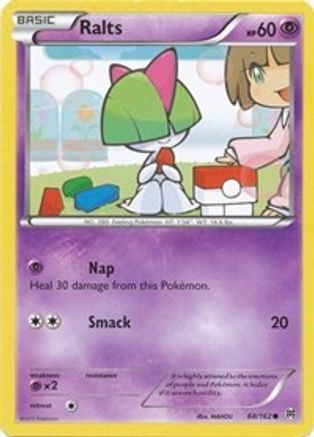 BASIC
Ralts
HP60
NO. 280 Feeling Pokémon HT: 1'04" WT: 14.6 lbs.
Nap
Heal 30 damage from this Pokémon.
Smack 20
weakness resistance
×2
It is highly attuned to the emotions
of people and Pokémon. It hides if
it senses hostility.
retreat
illus. MAHOU 68/162